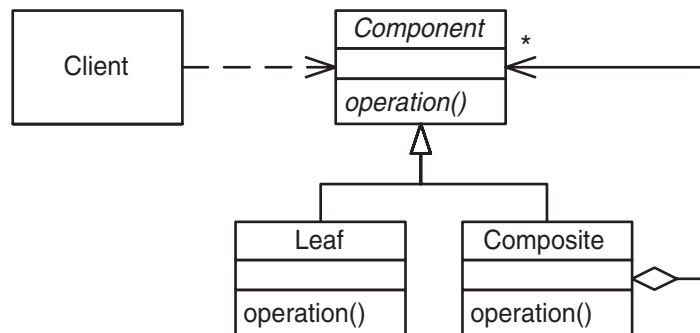 Component
*
Client
operation()
Leaf
Composite
operation()
operation()